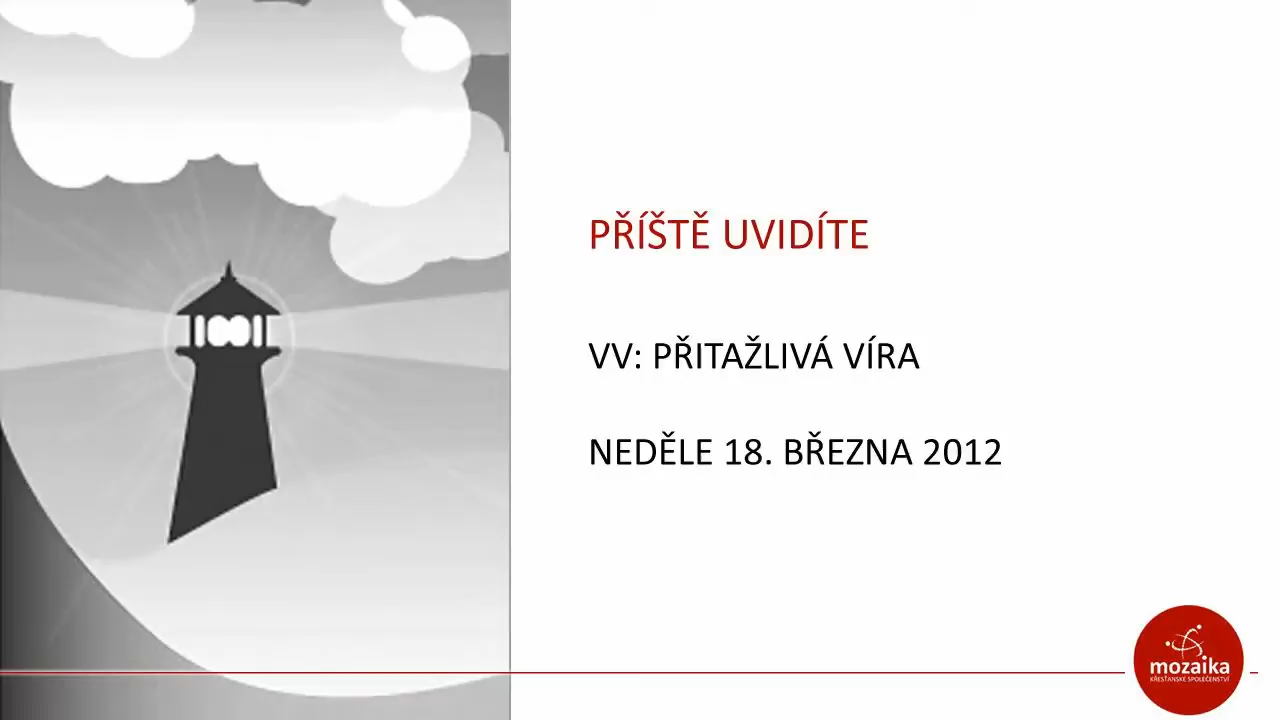 PŘÍŠTĚ UVIDÍTE
VV: PŘITAŽLIVÁ VÍRA
NEDĚLE 18. BŘEZNA 2012
mozaika
KŘESŤANSKÉ SPOLEČENSTVÍ